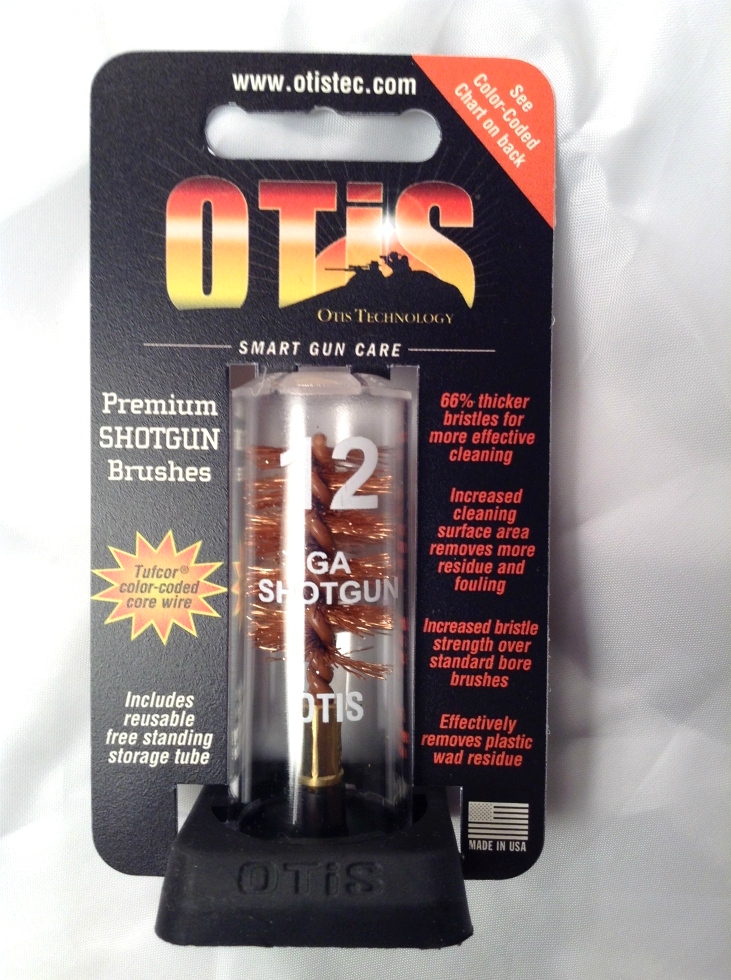 www.otistec.com
See
Color-Coded
Chart on back
OTiS
OTIS TECHNOLOGY
SMART GUN CARE
Premium
SHOTGUN
Brushes
Tufcor®
color-coded
core wire
Includes
reusable
free standing
storage tube
12
GA
SHOTGUN
OTIS
66% thicker
bristles for
more effective
cleaning
Increased
cleaning
surface area
removes more
residue and
fouling
Increased bristle
strength over
standard bore
brushes
Effectively
removes plastic
wad residue
MADE IN USA
OTiS